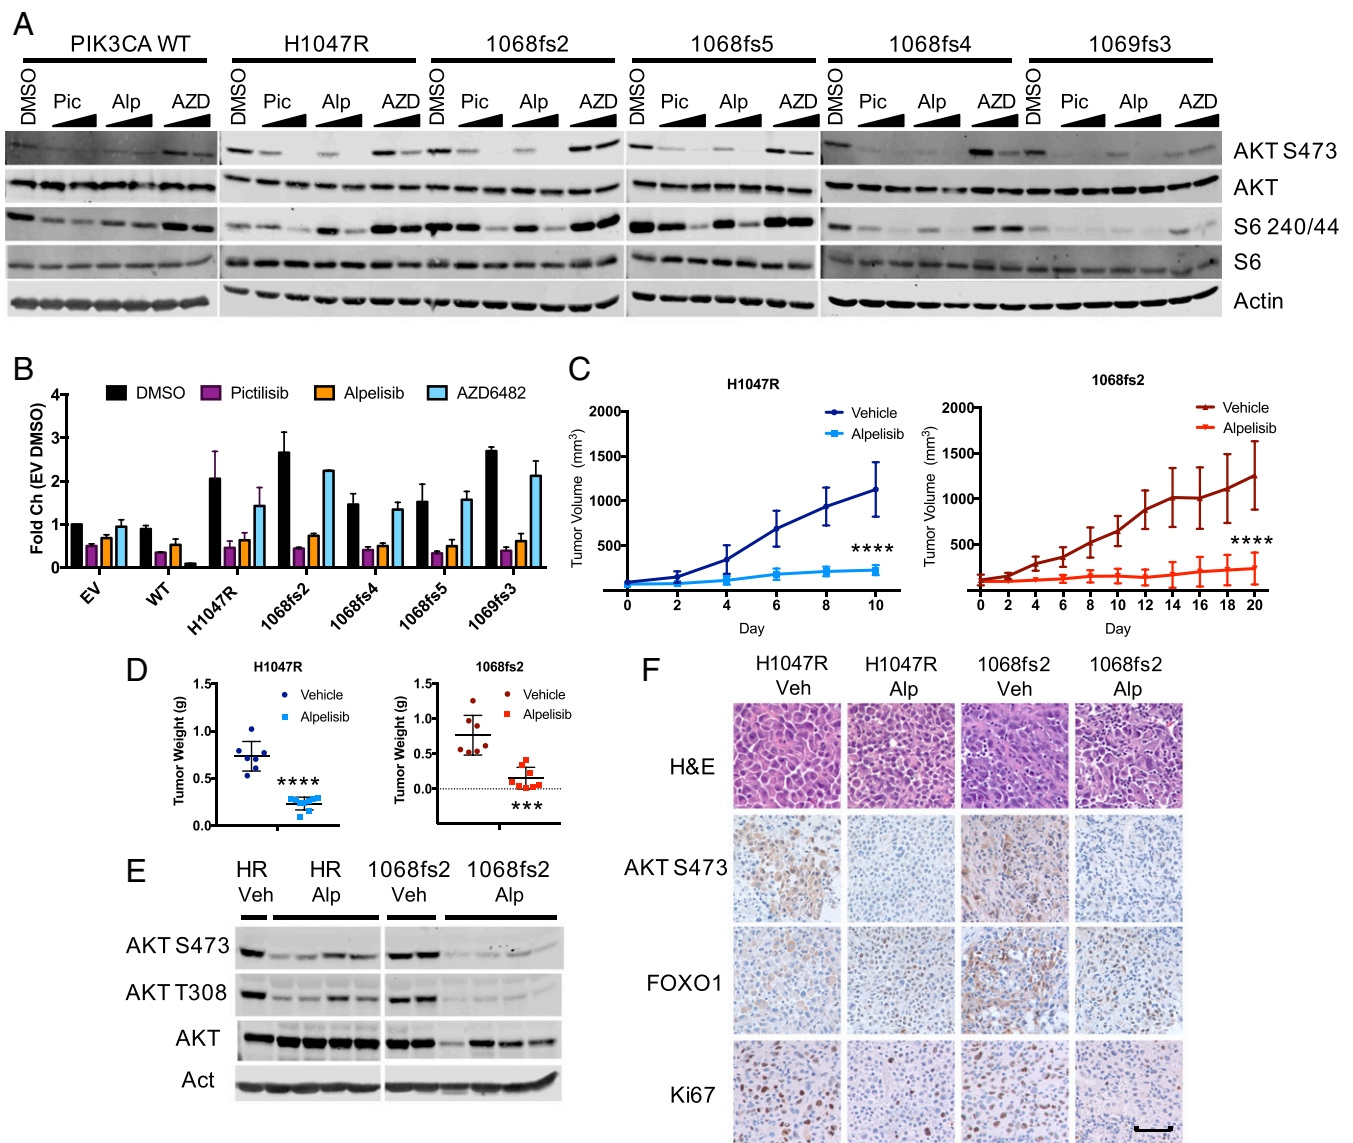 A
PIK3CA WT H1047R 1068fs2 1068fs5 1068fs4 1069fs3
DMSO Pic Alp AZD DMSO Pic Alp AZD DMSO Pic Alp AZD DMSO Pic Alp AZD DMSO Pic Alp AZD DMSO Pic Alp AZD
AKT S473
AKT
S6 240/44
S6
Actin
B
DMSO Pictilisib Alpelisib AZD6482
Fold Ch (EV DMSO)
4
3
2
1
0
EV WT H1047R 1068fs2 1068fs4 1068fs5 1069fs3
C
H1047R
Vehicle
Alpelisib
Tumor Volume (mm3)
2000
1500
1000
500
****
0 2 4 6 8 10
Day
1068fs2
Vehicle
Alpelisib
Tumor Volume (mm3)
2000
1500
1000
500
****
0 2 4 6 8 10 12 14 16 18 20
Day
D
H1047R
Vehicle
Alpelisib
Tumor Weight (g)
1.5
1.0
0.5
0.0
****
1068fs2
Vehicle
Alpelisib
Tumor Weight (g)
1.5
1.0
0.5
0.0
***
E
HR HR 1068fs2 1068fs2
Veh Alp Veh Alp
AKT S473
AKT T308
AKT
Act
F
H1047R H1047R 1068fs2 1068fs2
Veh Alp Veh Alp
H&E
AKT S473
FOXO1
Ki67